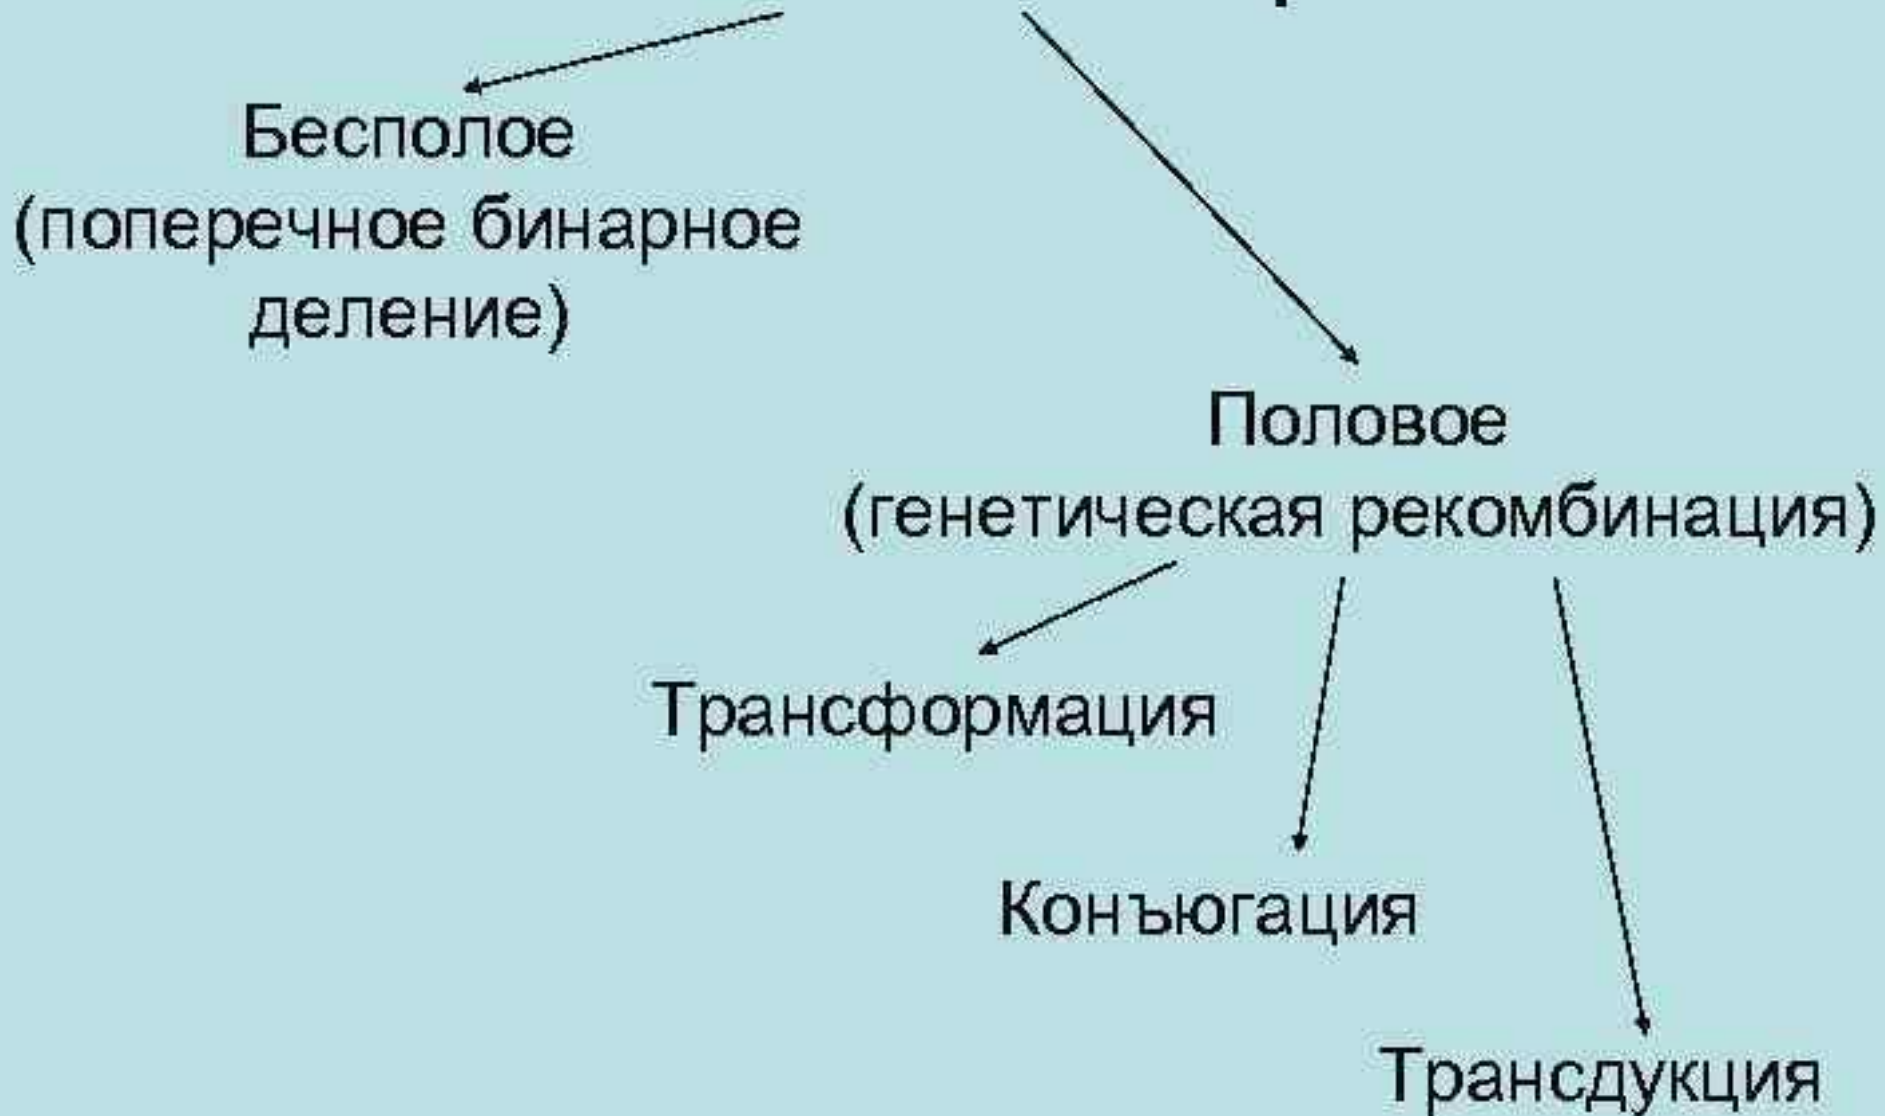 Бесполое
(поперечное бинарное
деление)
Половое
(генетическая рекомбинация)
Трансформация
Конъюгация
Трансдукция